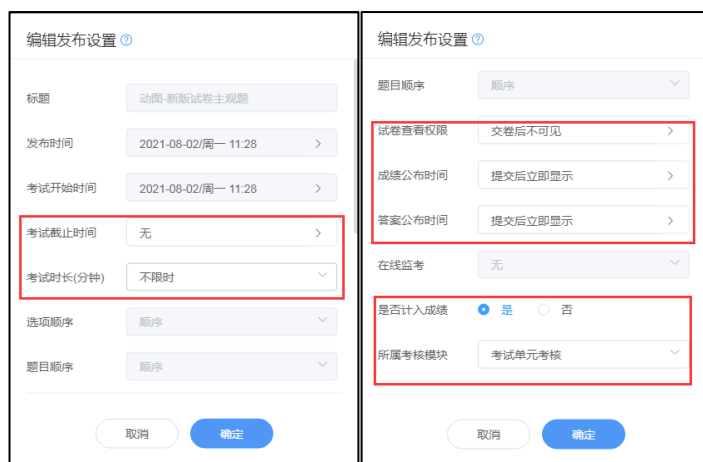 编辑发布设置
标题 动图-新版试卷主观题
发布时间 2021-08-02/周一 11:28
考试开始时间 2021-08-02/周一 11:28
考试截止时间 无
考试时长(分钟) 不限时
选项顺序 顺序
题目顺序 顺序
取消 确定
编辑发布设置
题目顺序 顺序
试卷查看权限 交卷后不可见
成绩公布时间 提交后立即显示
答案公布时间 提交后立即显示
在线监考 无
是否计入成绩 是 否
所属考核模块 考试单元考核
取消 确定